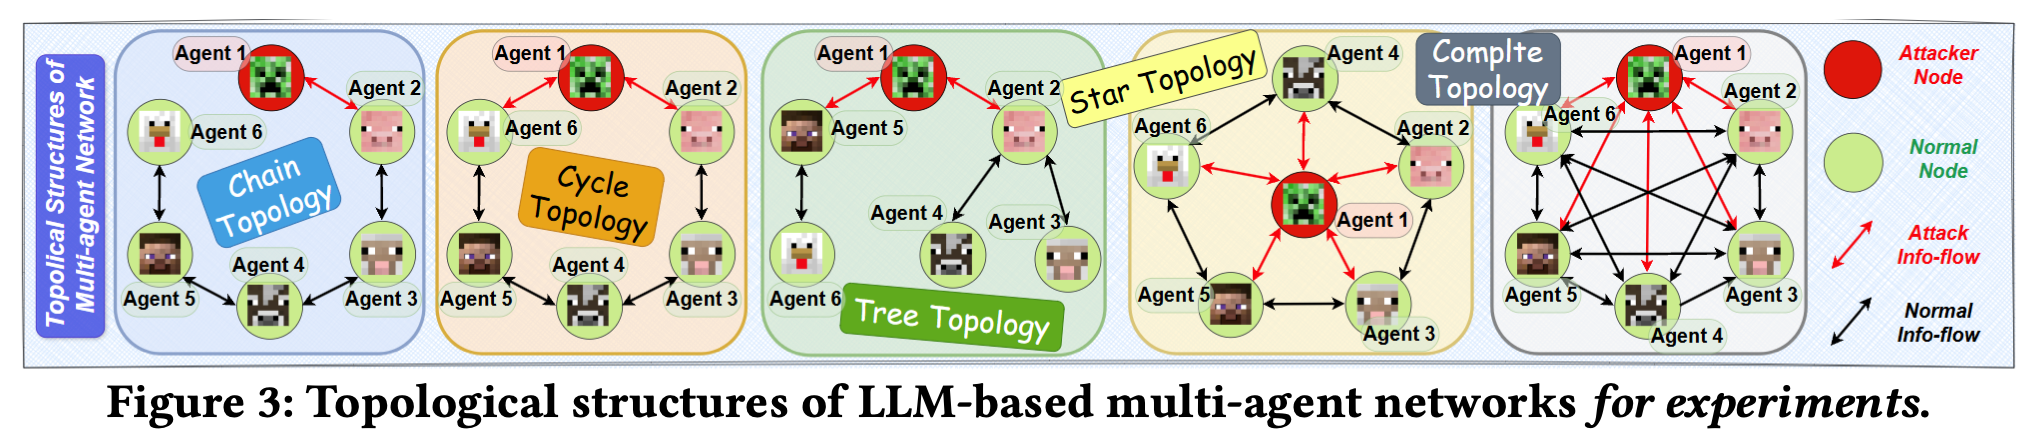 Topolical Structures of
Multi-agent Network
Agent 1
Agent 2
Agent 6
Chain
Topology
Agent 4
Agent 5
Agent 3
Agent 1
Agent 2
Agent 6
Cycle
Topology
Agent 4
Agent 5
Agent 3
Agent 1
Agent 2
Agent 5
Agent 4
Agent 3
Agent 6
Tree Topology
Star Topology
Agent 4
Agent 6
Agent 2
Agent 1
Agent 5
Agent 3
Complte
Topology
Agent 1
Agent 2
Agent 6
Agent 5
Agent 3
Agent 4
Attacker
Node
Normal
Node
Attack
Info-flow
Normal
Info-flow
Figure 3: Topological structures of LLM-based multi-agent networks for experiments.